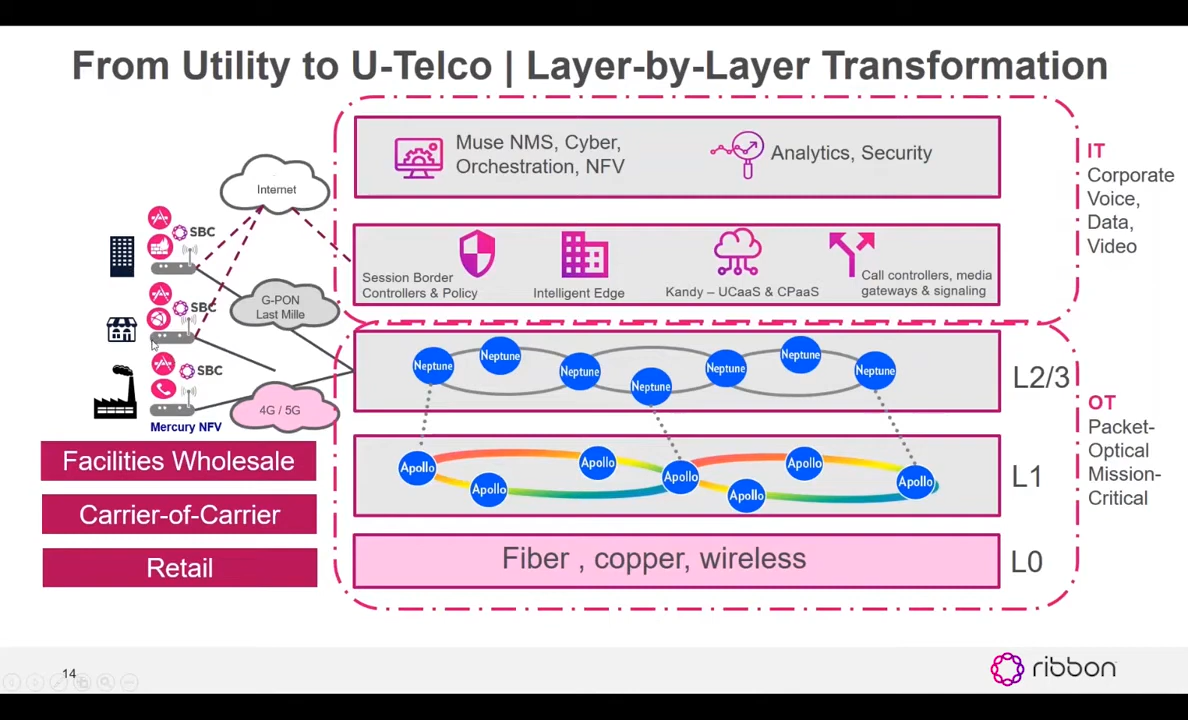 From Utility to U-Telco | Layer-by-Layer Transformation
Muse NMS, Cyber,
Orchestration, NFV
Analytics, Security
IT
Corporate
Voice,
Data,
Video
Internet
SBC
SBC
SBC
Mercury NFV
G-PON
Last Mille
4G / 5G
Session Border
Controllers & Policy
Intelligent Edge
Kandy – UCaaS & CPaaS
Call controllers, media
gateways & signaling
Neptune
Neptune
Neptune
Neptune
Neptune
Neptune
Neptune
L2/3
OT
Packet-
Optical
Mission-
Critical
Apollo
Apollo
Apollo
Apollo
Apollo
Apollo
Apollo
L1
Fiber , copper, wireless
L0
Facilities Wholesale
Carrier-of-Carrier
Retail
14
ribbon